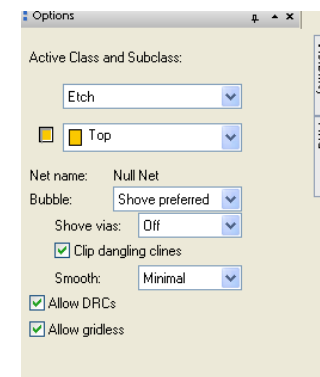 Options
Active Class and Subclass:
Etch
Top
Net name: Null Net
Bubble: Shove preferred
Shove vias: Off
Clip dangling clines
Smooth: Minimal
Allow DRCs
Allow gridless